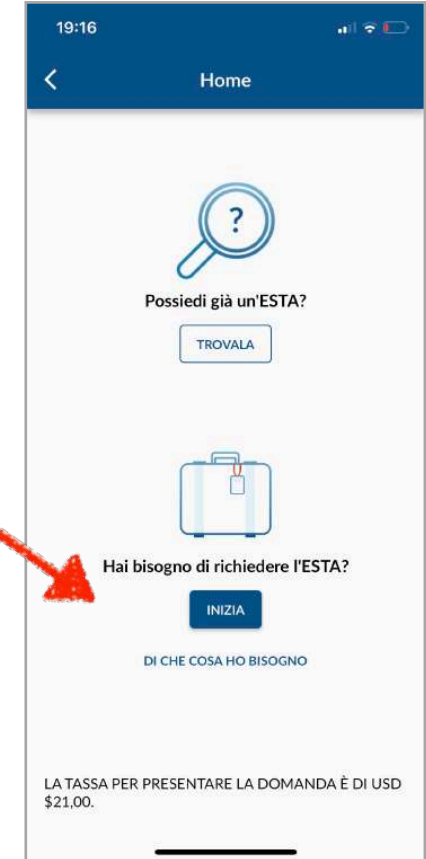 19:16
Home
?
Possiedi già un'ESTA?
TROVALA
Hai bisogno di richiedere l'ESTA?
INIZIA
DI CHE COSA HO BISOGNO
LA TASSA PER PRESENTARE LA DOMANDA È DI USD
$21,00.